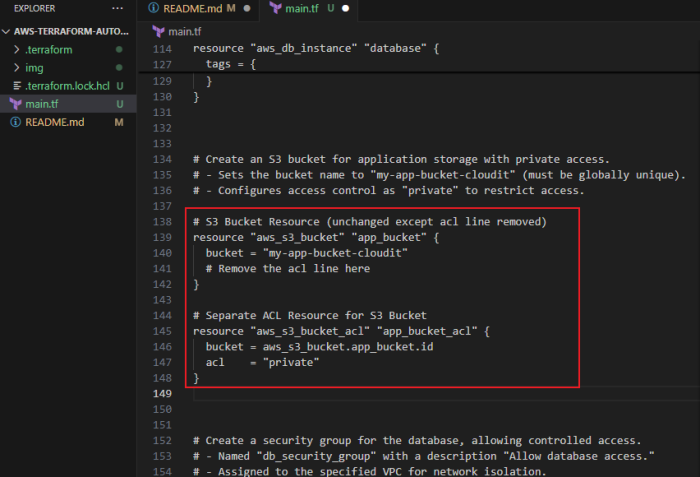 EXPLORER ...
README.md M
main.tf U
AWS-TERRAFORM-AUTO...
.terraform
img
.terraform.lock.hcl U
main.tf U
README.md M
main.tf
114 resource "aws_db_instance" "database" {
127 tags = {
129 }
130 }
131
132
133
134 # Create an S3 bucket for application storage with private access.
135 # - Sets the bucket name to "my-app-bucket-cloudit" (must be globally unique).
136 # - Configures access control as "private" to restrict access.
137
138 # S3 Bucket Resource (unchanged except acl line removed)
139 resource "aws_s3_bucket" "app_bucket" {
140 bucket = "my-app-bucket-cloudit"
141 # Remove the acl line here
142 }
143
144 # Separate ACL Resource for S3 Bucket
145 resource "aws_s3_bucket_acl" "app_bucket_acl" {
146 bucket = aws_s3_bucket.app_bucket.id
147 acl    = "private"
148 }
149
150
151
152 # Create a security group for the database, allowing controlled access.
153 # - Named "db_security_group" with a description "Allow database access."
154 # - Assigned to the specified VPC for network isolation.